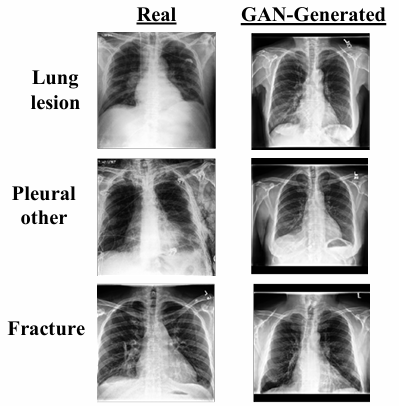 Real GAN-Generated
Lung
lesion
Pleural
other
Fracture